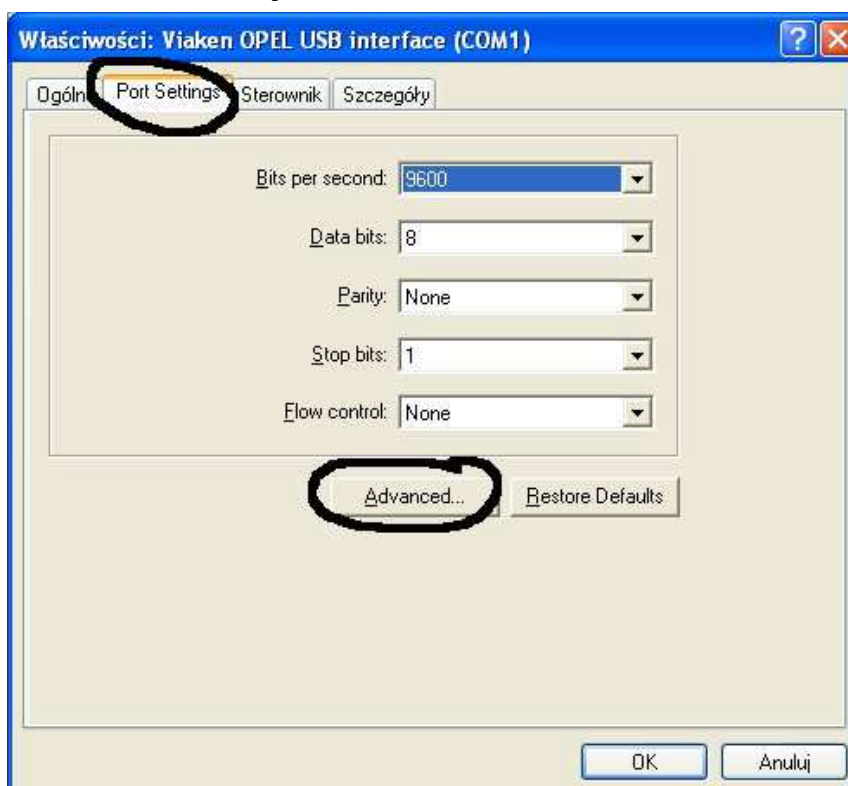 Właściwości: Viaken OPEL USB interface (COM1)
Port Settings Sterownik Szczegóły
Bits per second: 9600
Data bits: 8
Parity: None
Stop bits: 1
Flow control: None
Advanced... Restore Defaults
OK Anuluj